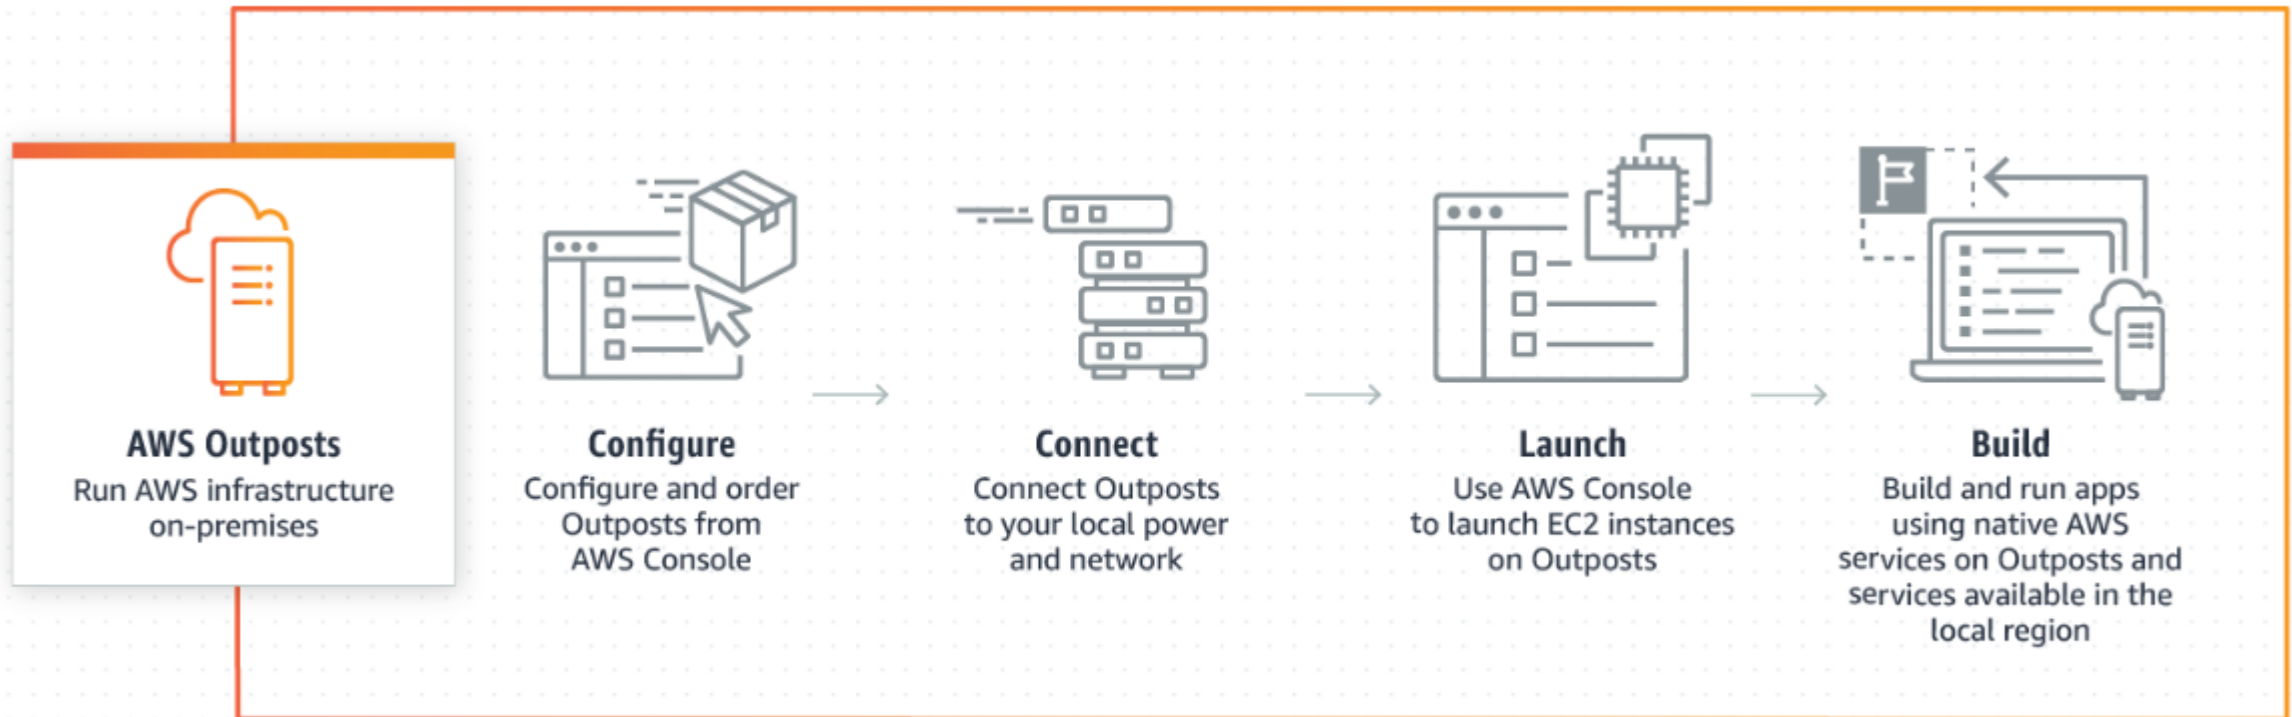 AWS Outposts
Run AWS infrastructure
on-premises
Configure
Configure and order
Outposts from
AWS Console
Connect
Connect Outposts
to your local power
and network
Launch
Use AWS Console
to launch EC2 instances
on Outposts
Build
Build and run apps
using native AWS
services on Outposts and
services available in the
local region